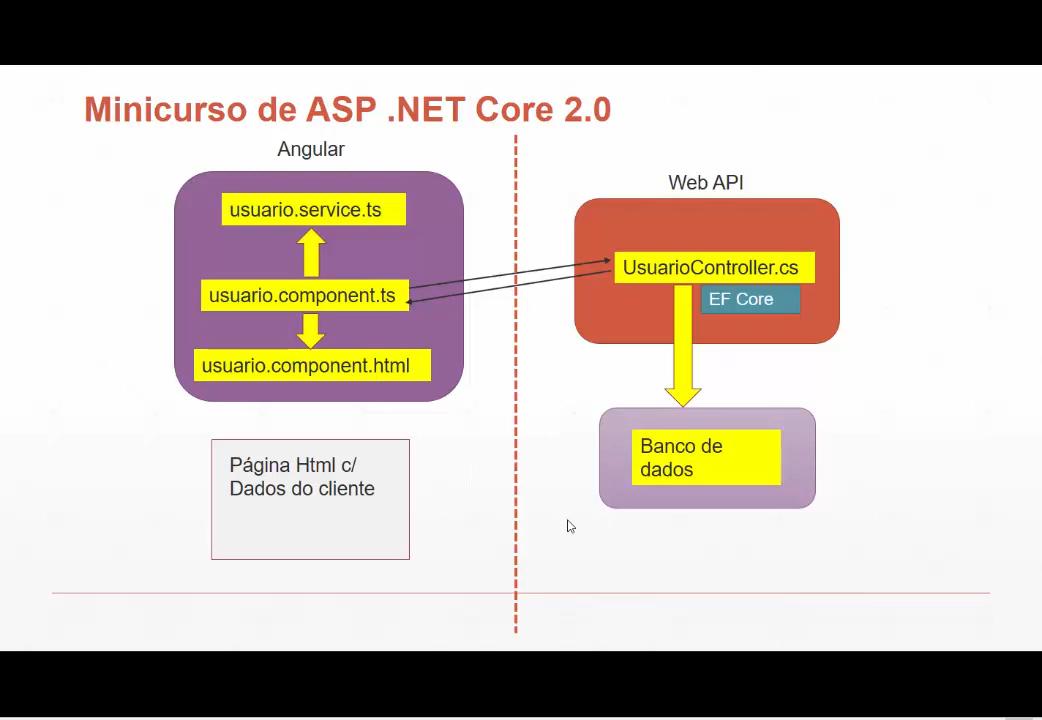 Minicurso de ASP .NET Core 2.0
Angular
usuario.service.ts
usuario.component.ts
usuario.component.html
Página Html c/
Dados do cliente
Web API
UsuarioController.cs
EF Core
Banco de
dados